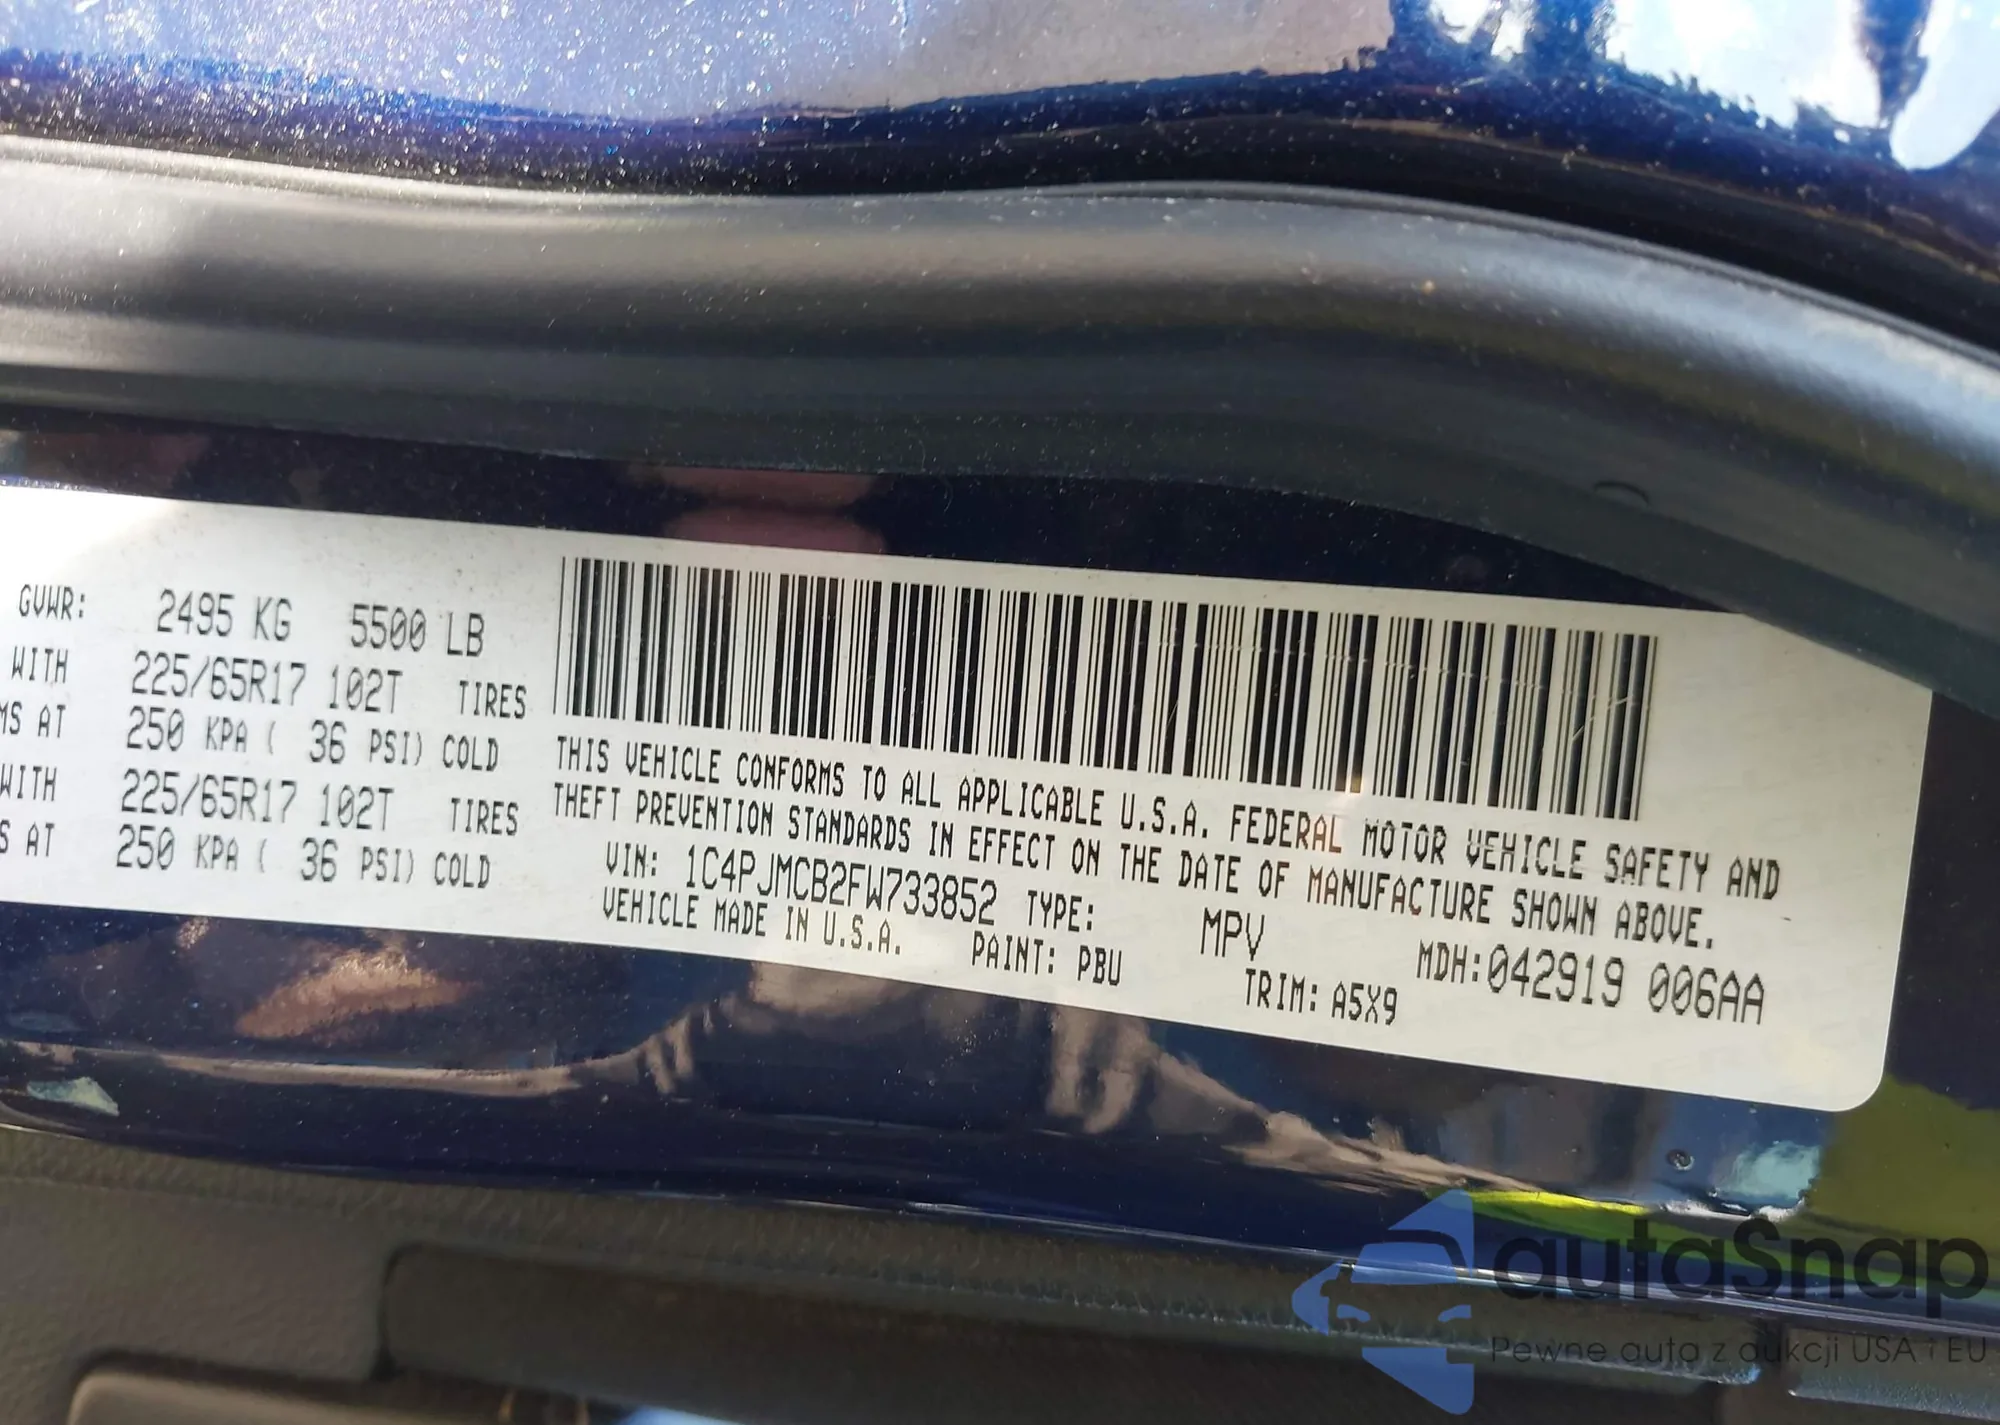 GVWR: 2495 KG 5500 LB
WITH 225/65R17 102T TIRES
MS AT 250 KPA ( 36 PSI) COLD
WITH 225/65R17 102T TIRES
S AT 250 KPA ( 36 PSI) COLD
THIS VEHICLE CONFORMS TO ALL APPLICABLE U.S.A. FEDERAL MOTOR VEHICLE SAFETY AND
THEFT PREVENTION STANDARDS IN EFFECT ON THE DATE OF MANUFACTURE SHOWN ABOVE.
VIN: 1C4PJMCB2FW733852 TYPE: MPV MDH:042919 006AA
VEHICLE MADE IN U.S.A. PAINT: PBU TRIM: A5X9
autaSnap
Pewne auta z aukcji USA i EU